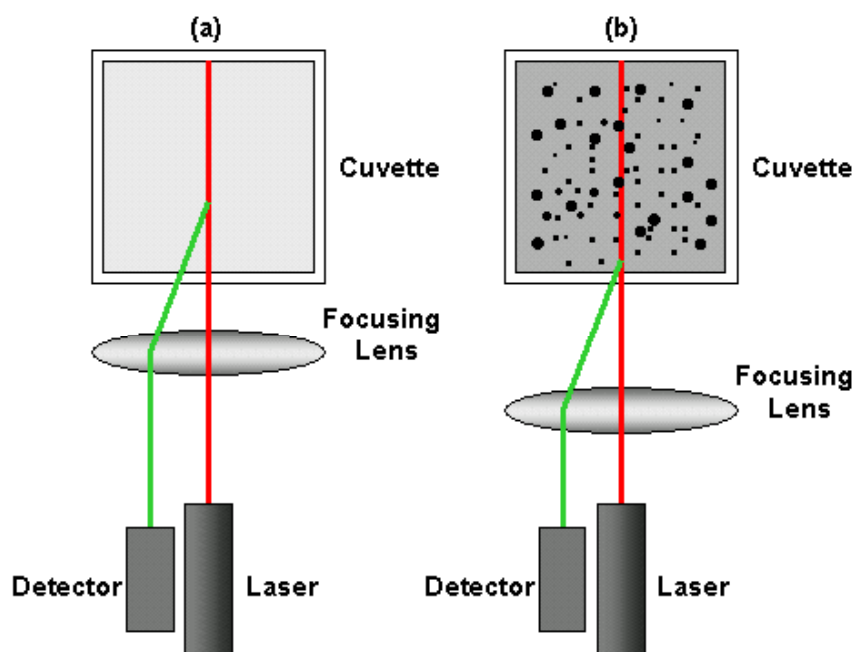 (a)
Cuvette
Focusing
Lens
Detector
Laser
(b)
Cuvette
Focusing
Lens
Detector
Laser